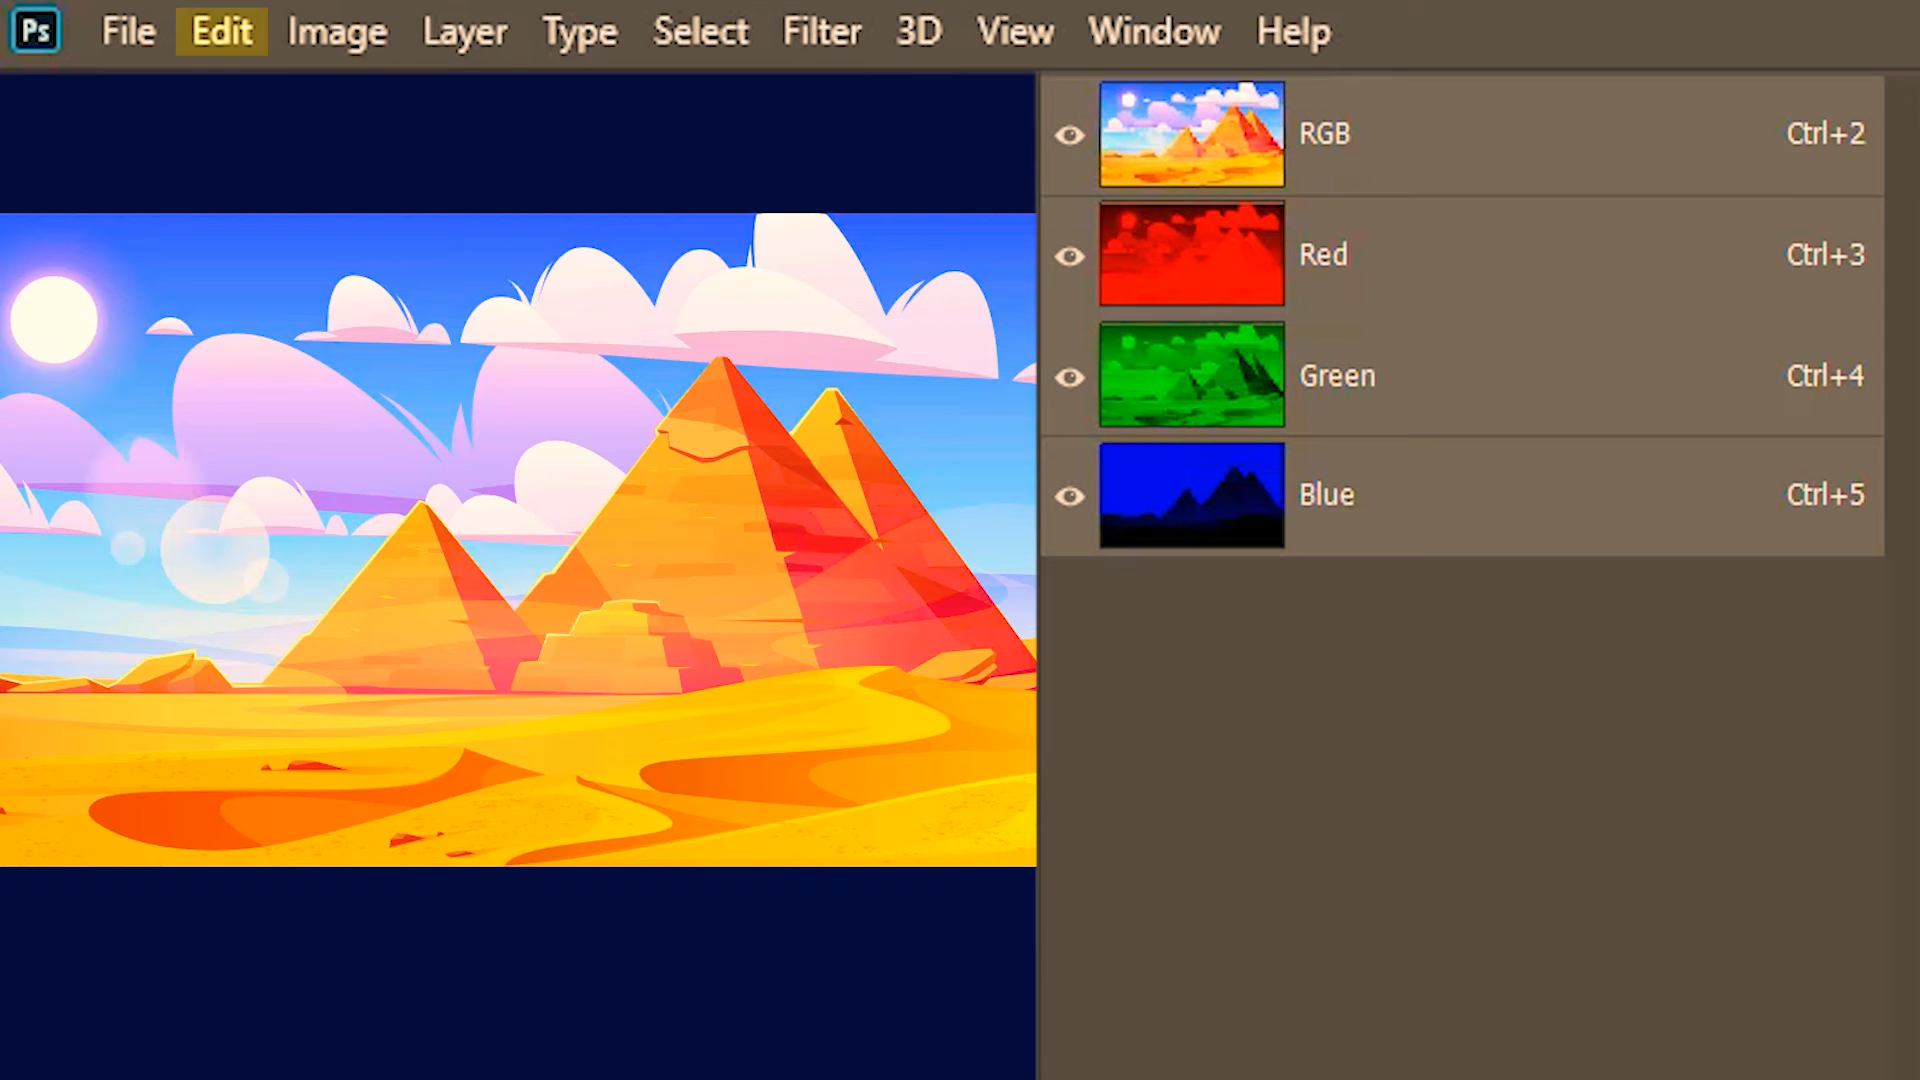 Ps File Edit Image Layer Type Select Filter 3D View Window Help
RGB Ctrl+2
Red Ctrl+3
Green Ctrl+4
Blue Ctrl+5